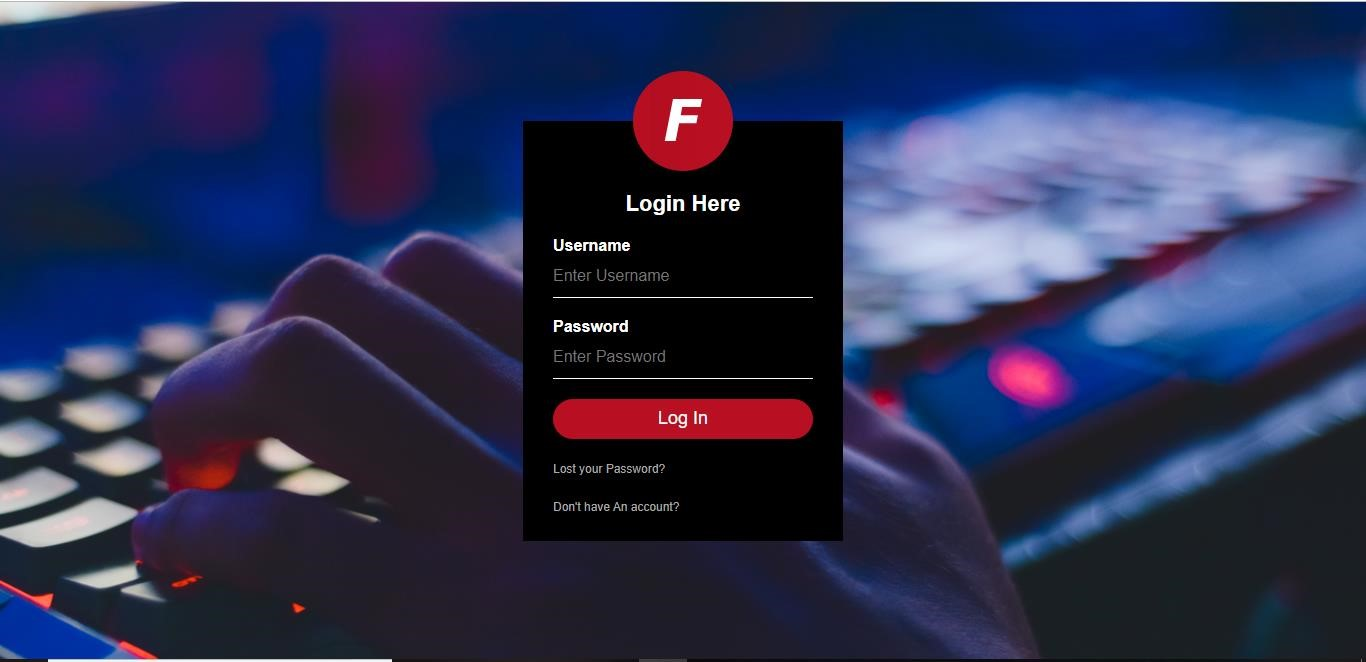 F
Login Here
Username
Enter Username
Password
Enter Password
Log In
Lost your Password?
Don't have An account?